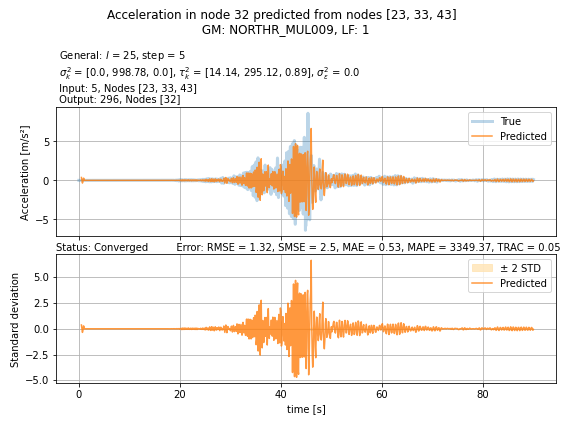 Acceleration in node 32 predicted from nodes [23, 33, 43]
GM: NORTHR_MUL009, LF: 1
General: l = 25, step = 5
σ²ₖ = [0.0, 998.78, 0.0], τ²ₖ = [14.14, 295.12, 0.89], σ²ε = 0.0
Input: 5, Nodes [23, 33, 43]
Output: 296, Nodes [32]
True
Predicted
Acceleration [m/s²]
5
0
−5
Status: Converged Error: RMSE = 1.32, SMSE = 2.5, MAE = 0.53, MAPE = 3349.37, TRAC = 0.05
± 2 STD
Predicted
Standard deviation
5.0
2.5
0.0
−2.5
−5.0
0 20 40 60 80
time [s]